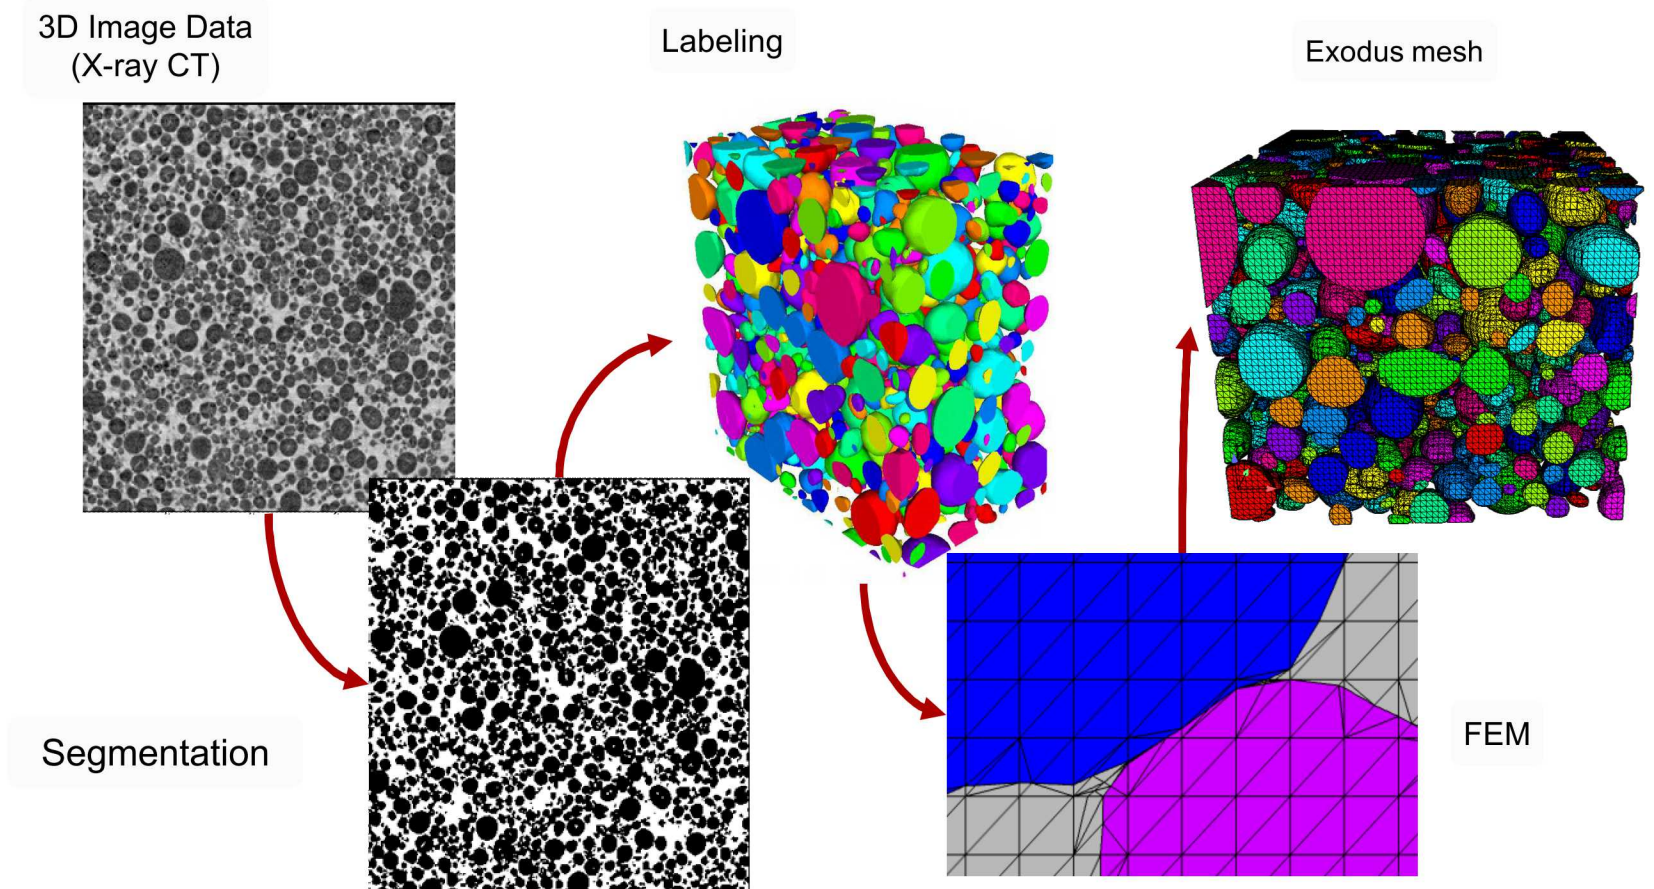 3D Image Data
(X-ray CT)
Labeling
Exodus mesh
Segmentation
FEM